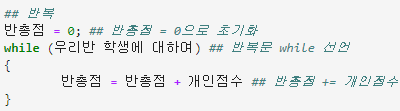 ## 반복
반총점 = 0; ## 반총점 = 0으로 초기화
while (우리반 학생에 대하여) ## 반복문 while 선언
{
반총점 = 반총점 + 개인점수 ## 반총점 += 개인점수
}